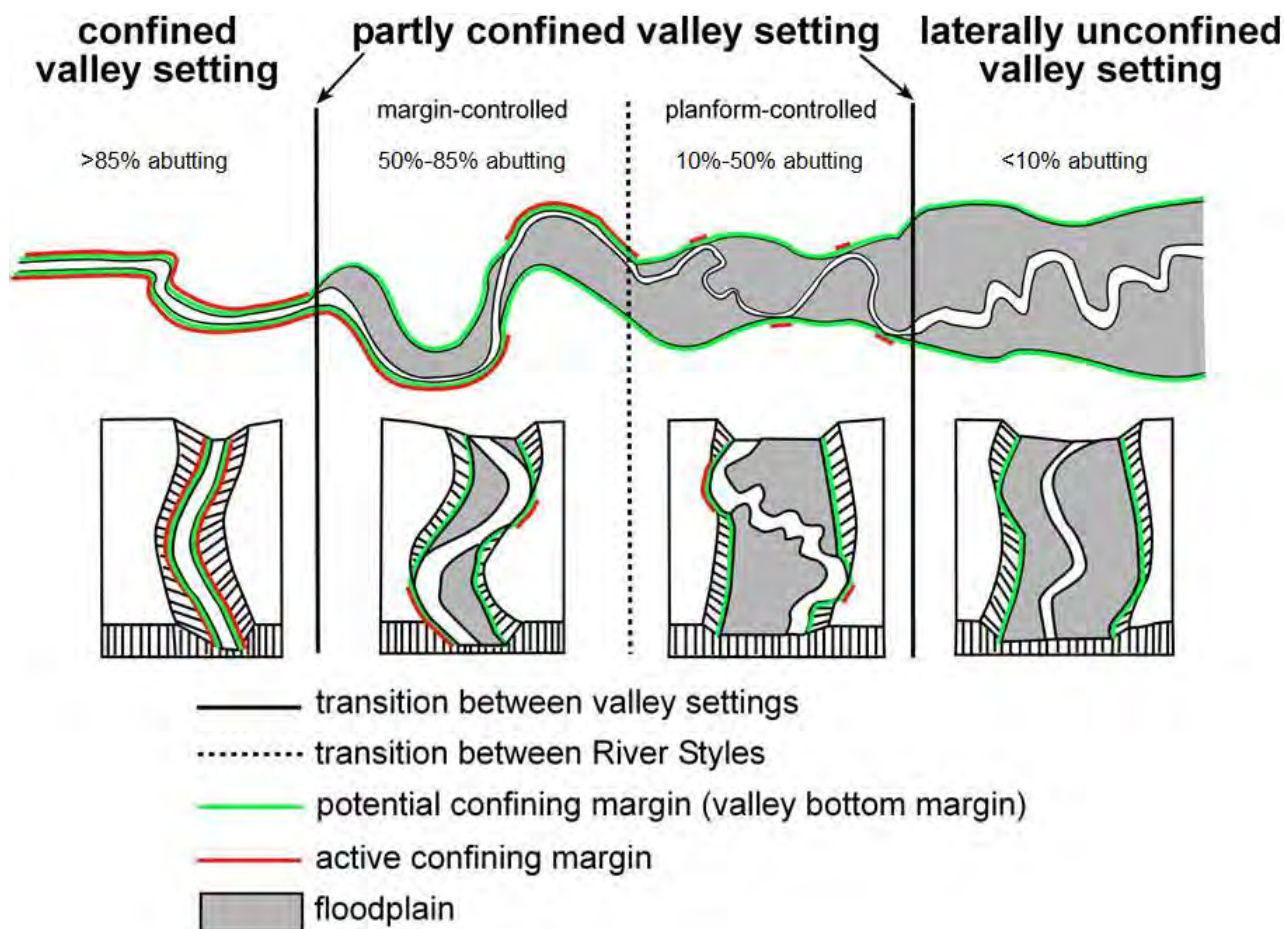 confined
valley setting
partly confined valley setting
laterally unconfined
valley setting
margin-controlled
planform-controlled
>85% abutting
50%-85% abutting
10%-50% abutting
<10% abutting
transition between valley settings
transition between River Styles
potential confining margin (valley bottom margin)
active confining margin
floodplain